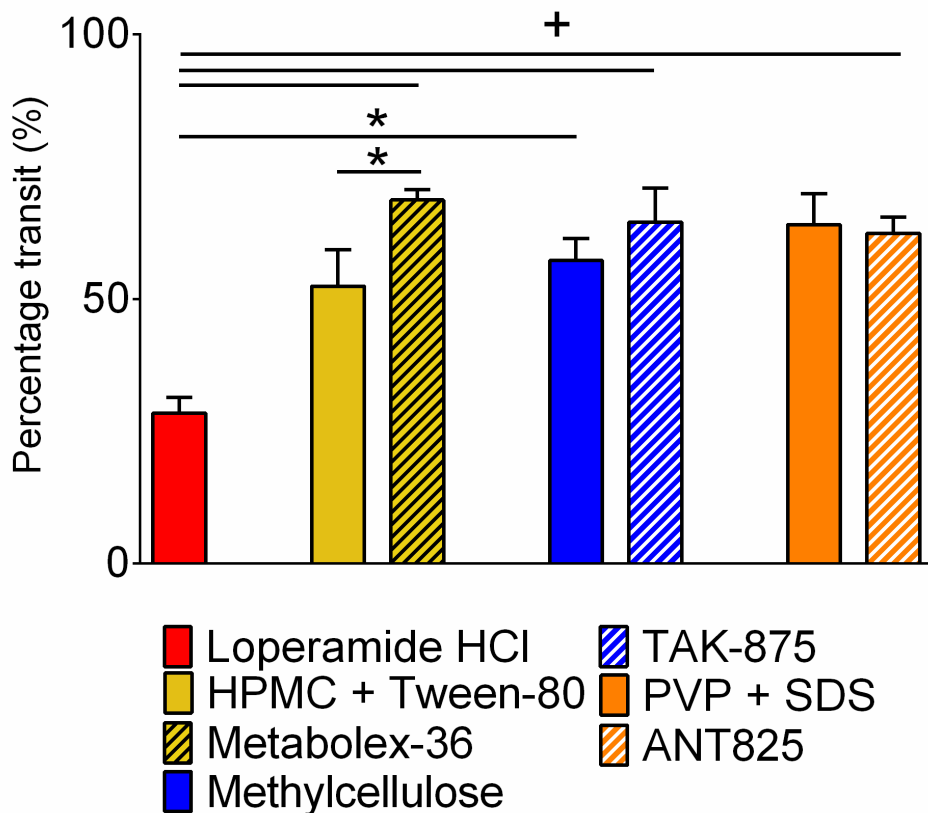 100
+
*
*
50
0
Percentage transit (%)
Loperamide HCl
HPMC + Tween-80
Metabolex-36
Methylcellulose
TAK-875
PVP + SDS
ANT825